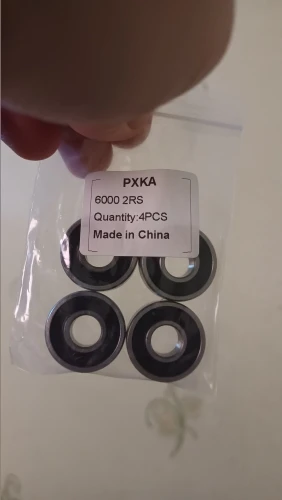 PXKA
6000 2RS
Quantity:4PCS
Made in China